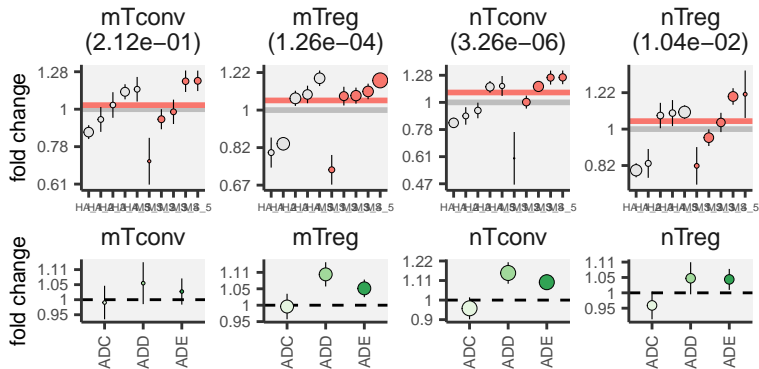 mTconv
(2.12e−01)
mTreg
(1.26e−04)
nTconv
(3.26e−06)
nTreg
(1.04e−02)
fold change
1.28
1
0.78
0.61
1.22
1
0.82
0.67
1.28
1
0.78
0.61
0.47
1.22
1
0.82
mTconv
mTreg
nTconv
nTreg
fold change
1.11
1.05
1
0.95
1.11
1.05
1
0.95
1.22
1.11
1
0.9
1.11
1.05
1
0.95
ADC
ADD
ADE
ADC
ADD
ADE
ADC
ADD
ADE
ADC
ADD
ADE